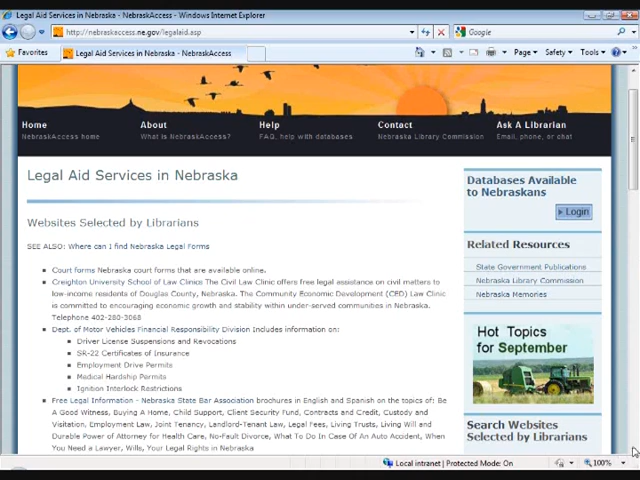 Legal Aid Services in Nebraska - NebraskAccess - Windows Internet Explorer
http://nebraskaccess.ne.gov/legalaid.asp
Google
Favorites
Legal Aid Services in Nebraska - NebraskAccess
Page
Safety
Tools
Home
NebraskAccess home
About
What is NebraskAccess?
Help
FAQ, help with databases
Contact
Nebraska Library Commission
Ask A Librarian
Email, phone, or chat
Legal Aid Services in Nebraska
Websites Selected by Librarians
SEE ALSO: Where can I find Nebraska Legal Forms
Court forms Nebraska court forms that are available online.
Creighton University School of Law Clinics The Civil Law Clinic offers free legal assistance on civil matters to
low-income residents of Douglas County, Nebraska. The Community Economic Development (CED) Law Clinic
is committed to encouraging economic growth and stability within under-served communities in Nebraska.
Telephone 402-280-3068
Dept. of Motor Vehicles Financial Responsibility Division Includes information on:
Driver License Suspensions and Revocations
SR-22 Certificates of Insurance
Employment Drive Permits
Medical Hardship Permits
Ignition Interlock Restrictions
Free Legal Information - Nebraska State Bar Association brochures in English and Spanish on the topics of: Be
A Good Witness, Buying A Home, Child Support, Client Security Fund, Contracts and Credit, Custody and
Visitation, Employment Law, Joint Tenancy, Landlord-Tenant Law, Legal Fees, Living Trusts, Living Will and
Durable Power of Attorney for Health Care, No-Fault Divorce, What To Do In Case Of An Auto Accident, When
You Need a Lawyer, Wills, Your Legal Rights in Nebraska
Databases Available
to Nebraskans
Login
Related Resources
State Government Publications
Nebraska Library Commission
Nebraska Memories
Hot Topics
for September
Search Websites
Selected by Librarians
Local intranet | Protected Mode: On
100%